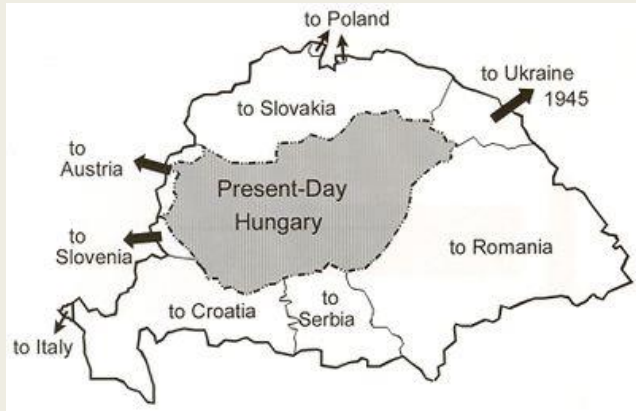 to Poland
to Ukraine
1945
to Slovakia
to
Austria
Present-Day
Hungary
to
Slovenia
to Romania
to Croatia
to
Serbia
to Italy